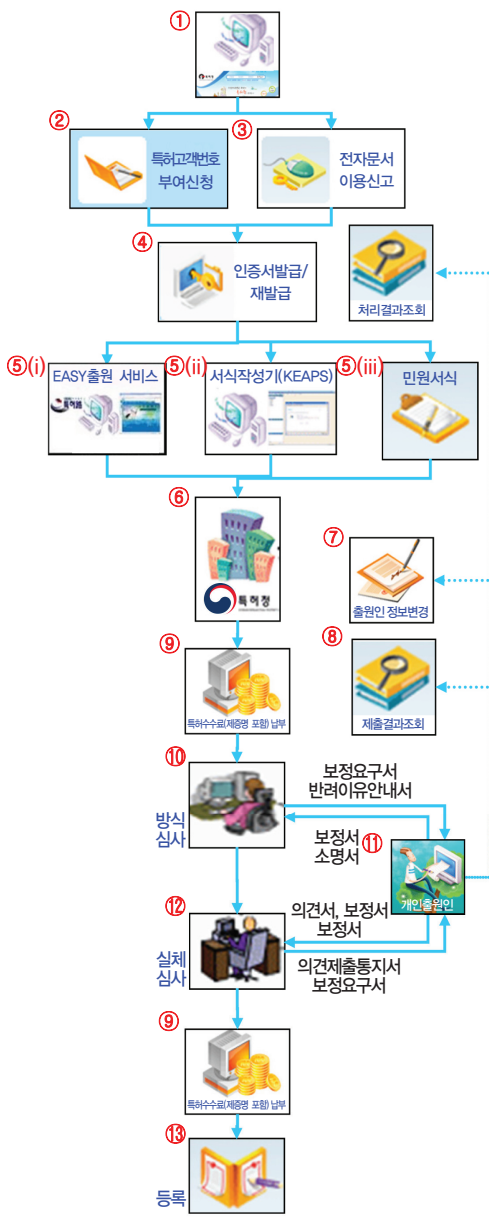 ①
②
특허고객번호
부여신청
③
전자문서
이용신고
④
인증서발급/
재발급
처리결과조회
⑤(i)
EASY출원 서비스
특허로
⑤(ii)
서식작성기(KEAPS)
⑤(iii)
민원서식
⑥
특허청
⑦
출원인 정보변경
⑧
제출결과조회
⑨
특허수수료(제증명 포함) 납부
⑩
방식
심사
보정요구서
반려이유안내서
보정서
소명서
⑪
개인출원인
⑫
실체
심사
의견서, 보정서
보정서
의견제출통지서
보정요구서
⑨
특허수수료(제증명 포함) 납부
⑬
등록